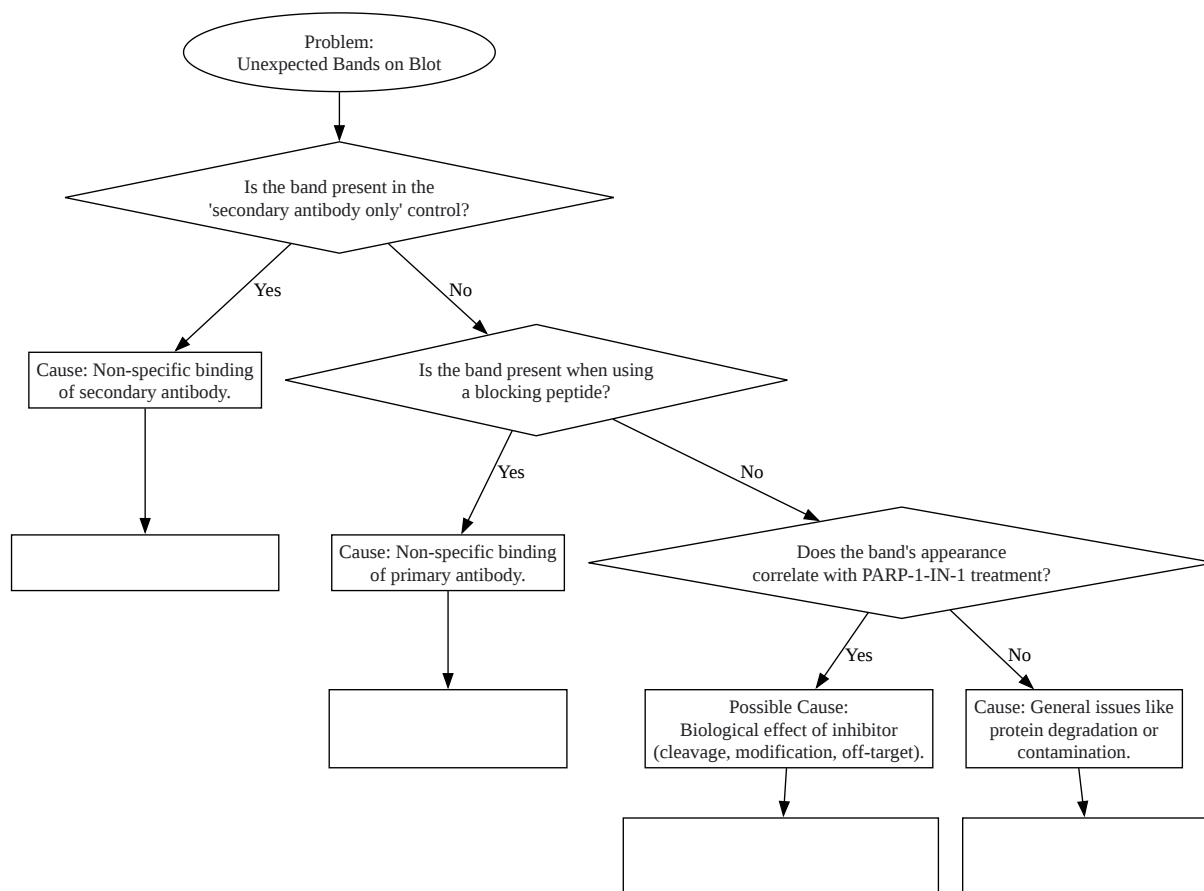 Problem:
Unexpected Bands on Blot
Is the band present in the
'secondary antibody only' control?
Yes
No
Cause: Non-specific binding
of secondary antibody.
Is the band present when using
a blocking peptide?
Yes
No
Cause: Non-specific binding
of primary antibody.
Does the band's appearance
correlate with PARP-1-IN-1 treatment?
Yes
No
Possible Cause:
Biological effect of inhibitor
(cleavage, modification, off-target).
Cause: General issues like
protein degradation or
contamination.